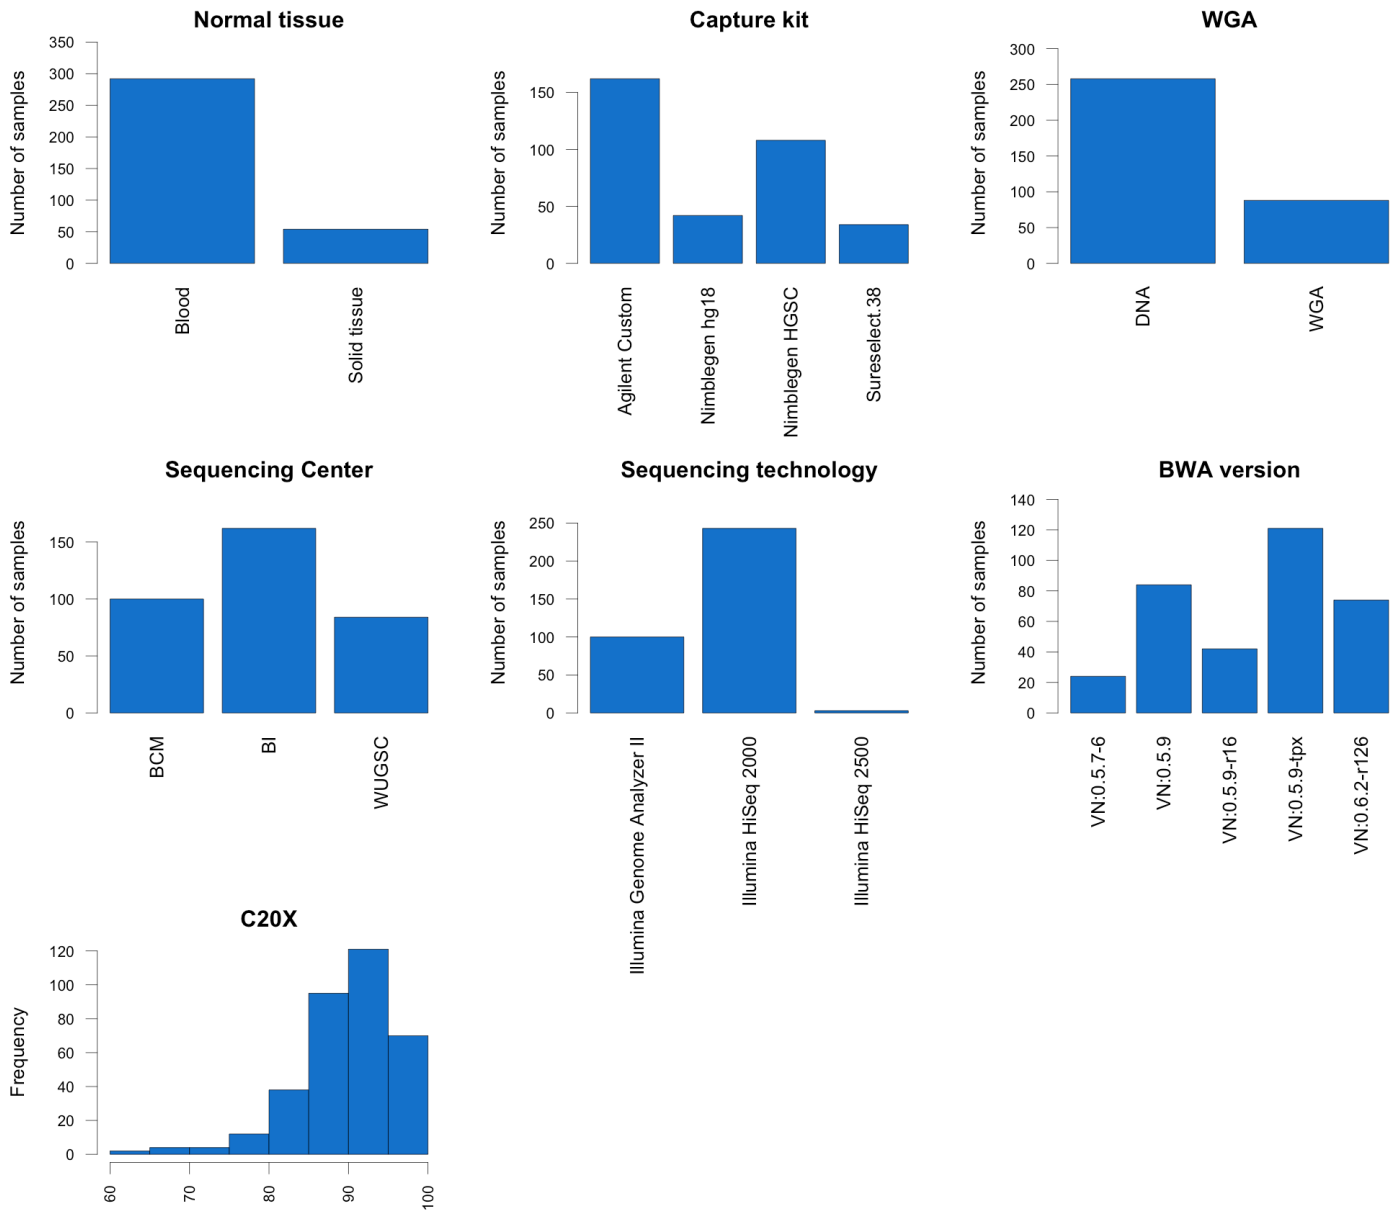 Normal tissue
Number of samples
350
300
250
200
150
100
50
0
Blood
Solid tissue
Capture kit
Number of samples
150
100
50
0
Agilent Custom
Nimblegen hg18
Nimblegen HGSC
Sureselect.38
WGA
Number of samples
300
250
200
150
100
50
0
DNA
WGA
Sequencing Center
Number of samples
150
100
50
0
BCM
BI
WUGSC
Sequencing technology
Number of samples
250
200
150
100
50
0
Illumina Genome Analyzer II
Illumina HiSeq 2000
Illumina HiSeq 2500
BWA version
Number of samples
140
120
100
80
60
40
20
0
VN:0.5.7-6
VN:0.5.9
VN:0.5.9-r16
VN:0.5.9-tpx
VN:0.6.2-r126
C20X
Frequency
120
100
80
60
40
20
0
60
70
80
90
100